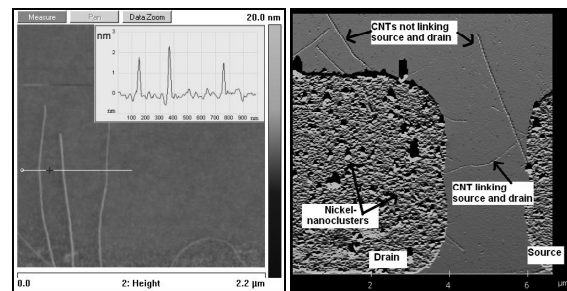 Measure
Pan
Data Zoom
20.0 nm
nm
3
2
1
0
nm
100 200 300 400 500 600 700 800 900
nm
0.0
2: Height
2.2 µm
CNTs not linking
source and drain
CNT linking
source and drain
Nickel-
nanoclusters
Drain
Source
2
4
6
µm